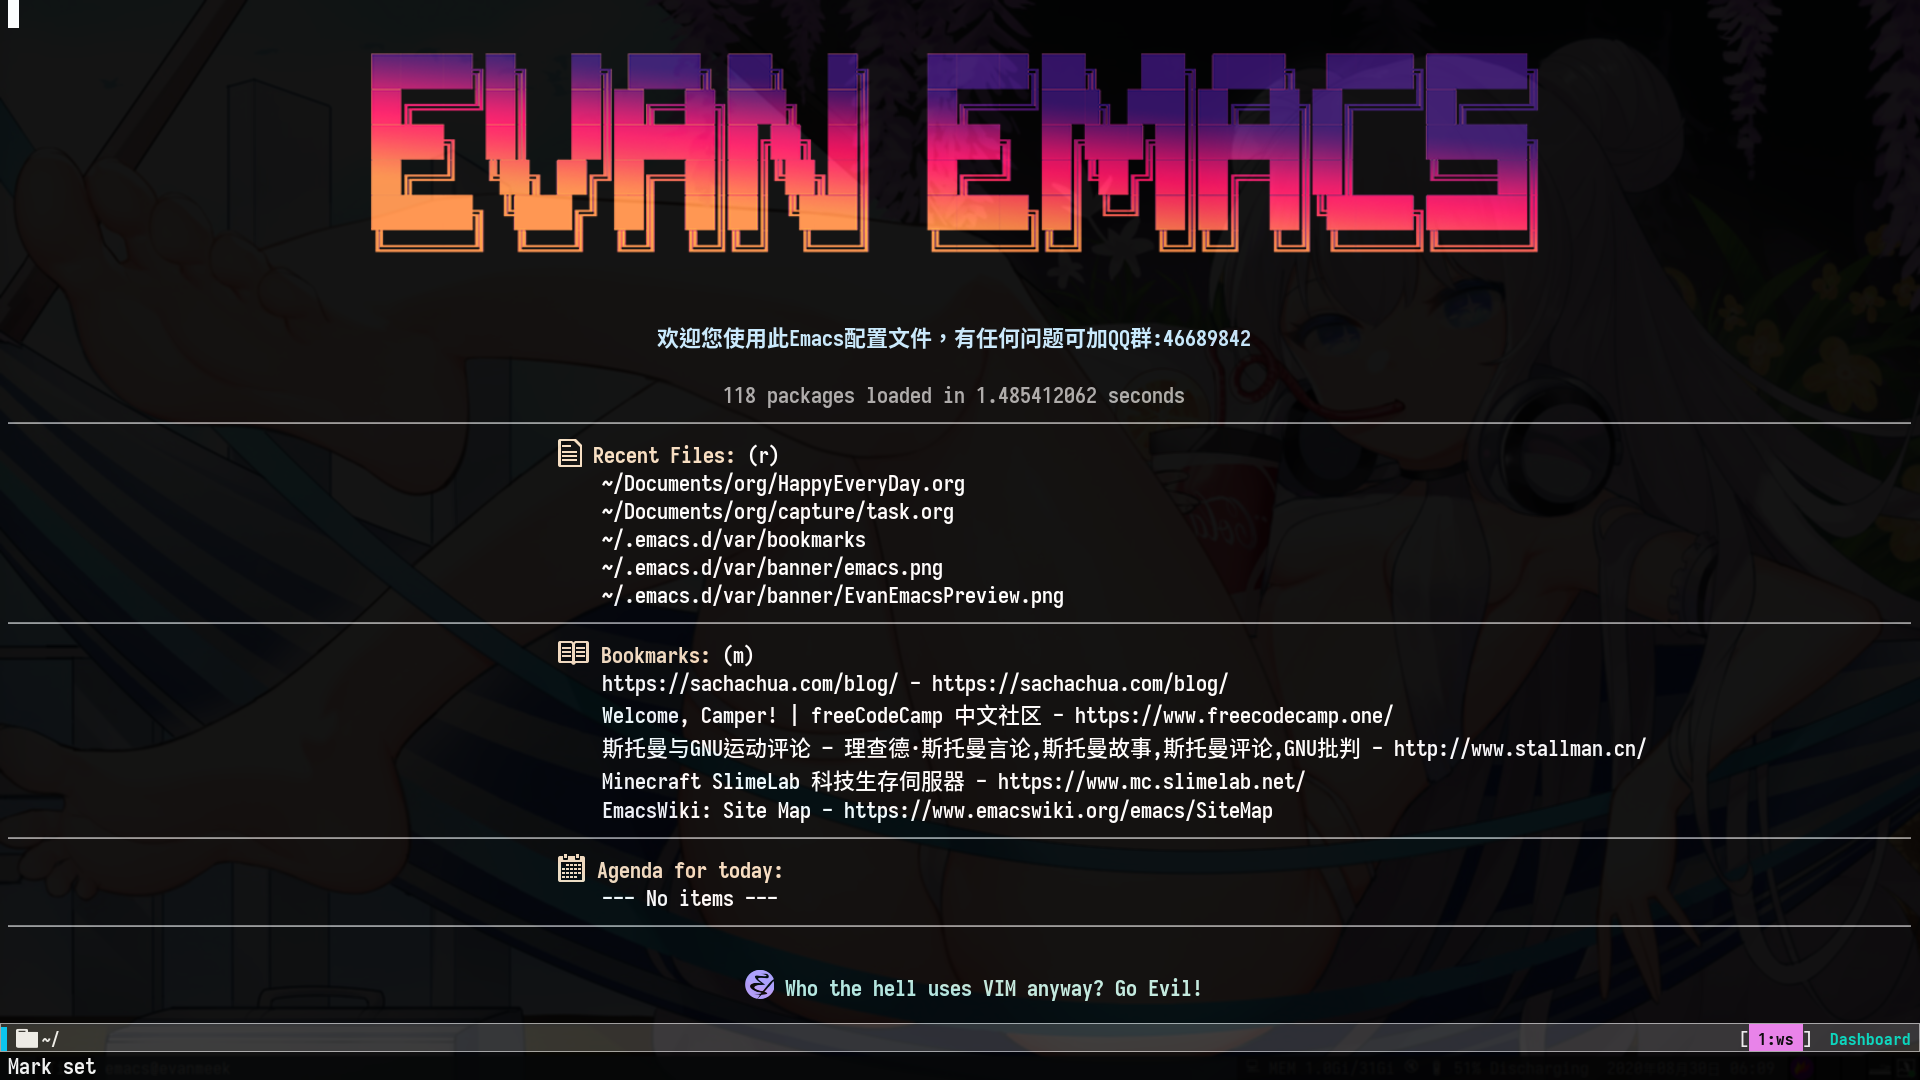 EVAN EMACS
欢迎您使用此Emacs配置文件，有任何问题可加QQ群:46689842
118 packages loaded in 1.485412062 seconds
Recent Files: (r)
~/Documents/org/HappyEveryDay.org
~/Documents/org/capture/task.org
~/.emacs.d/var/bookmarks
~/.emacs.d/var/banner/emacs.png
~/.emacs.d/var/banner/EvanEmacsPreview.png
Bookmarks: (m)
https://sachachua.com/blog/ - https://sachachua.com/blog/
Welcome, Camper! | freeCodeCamp 中文社区 - https://www.freecodecamp.one/
斯托曼与GNU运动评论 - 理查德·斯托曼言论,斯托曼故事,斯托曼评论,GNU批判 - http://www.stallman.cn/
Minecraft SlimeLab 科技生存伺服器 - https://www.mc.slimelab.net/
EmacsWiki: Site Map - https://www.emacswiki.org/emacs/SiteMap
Agenda for today:
--- No items ---
Who the hell uses VIM anyway? Go Evil!
~/ [ 1:ws ] Dashboard
Mark set